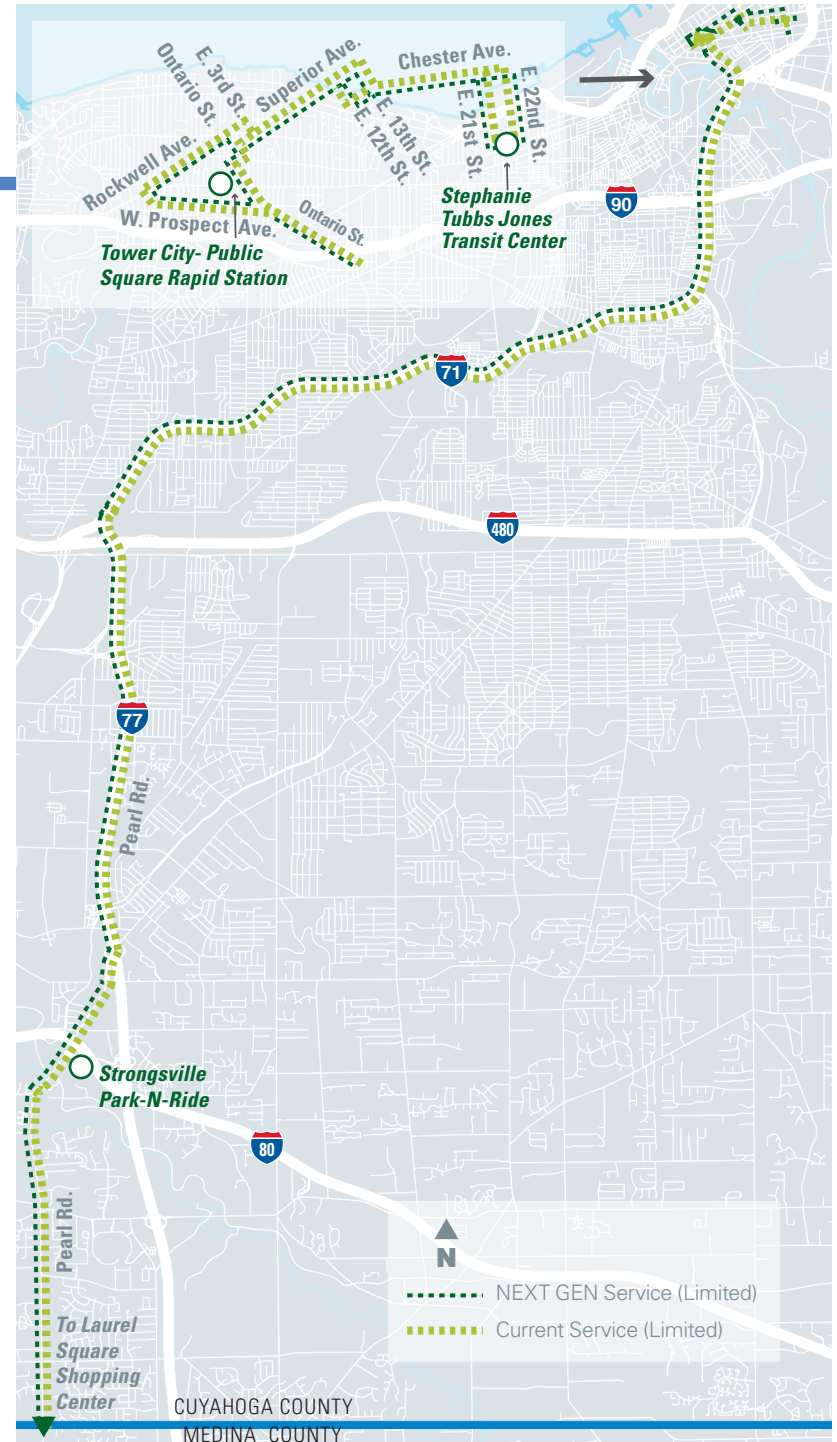 E. 3rd St.
Ontario St.
Superior Ave.
Chester Ave.
E. 13th St.
E. 12th St.
E. 22nd St.
E. 21st St.
Rockwell Ave.
W. Prospect Ave.
Ontario St.
Tower City- Public
Square Rapid Station
Stephanie
Tubbs Jones
Transit Center
90
71
480
77
Pearl Rd.
Strongsville
Park-N-Ride
80
Pearl Rd.
N
NEXT GEN Service (Limited)
Current Service (Limited)
To Laurel
Square
Shopping
Center
CUYAHOGA COUNTY
MEDINA COUNTY